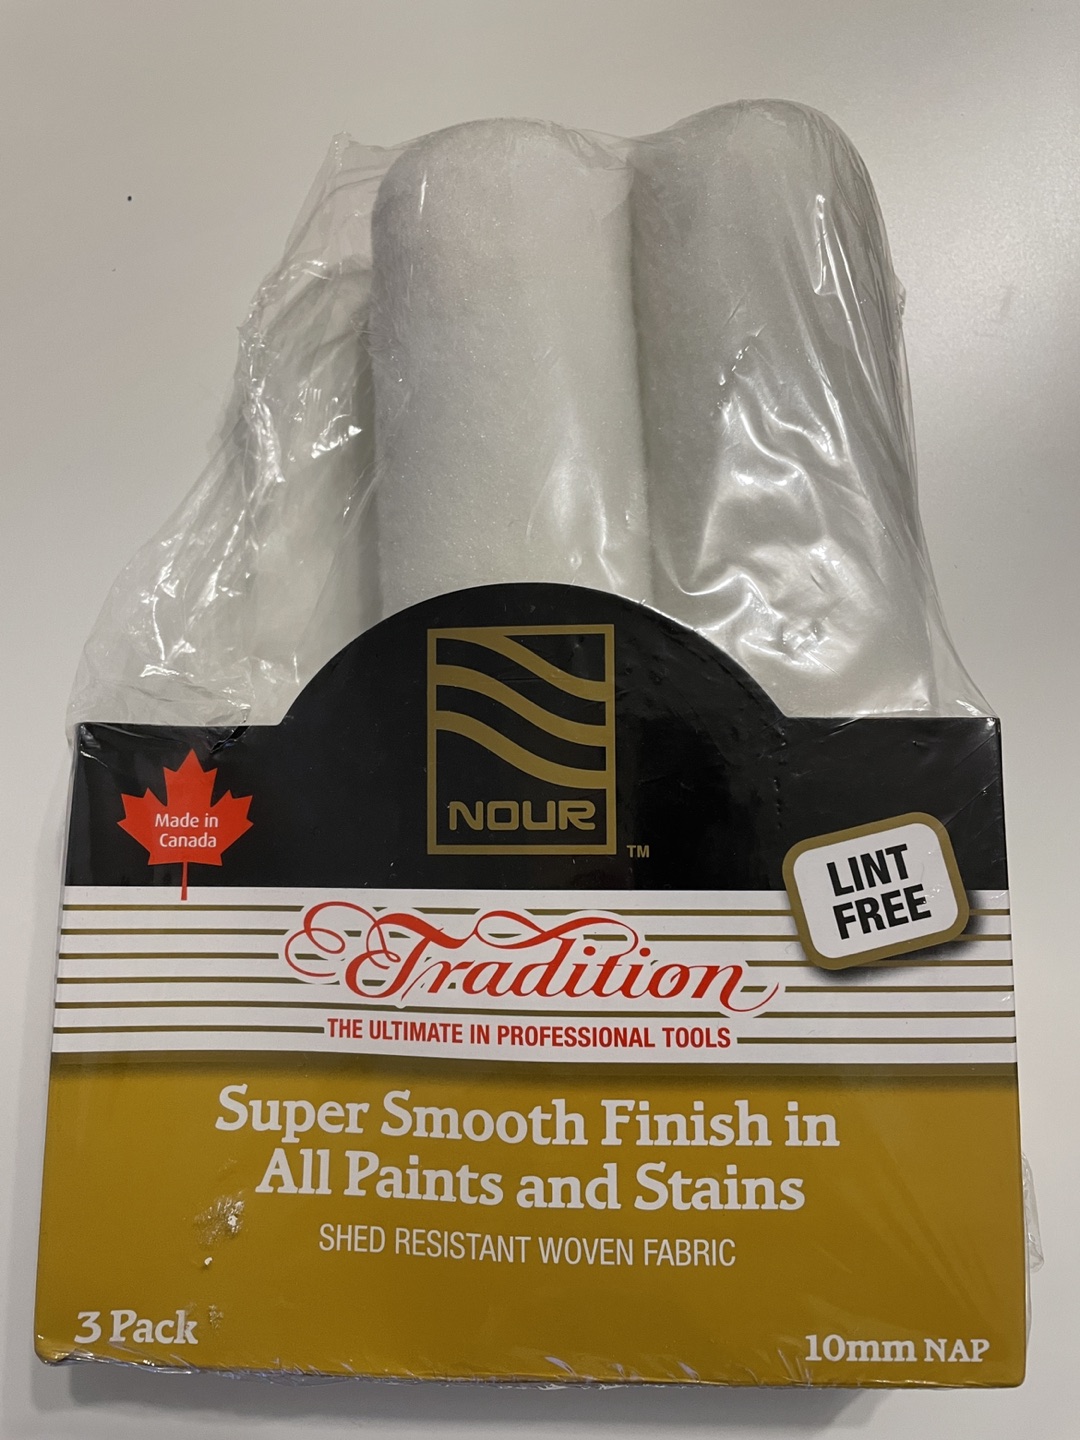 NOUR
TM
Made in
Canada
LINT
FREE
Tradition
THE ULTIMATE IN PROFESSIONAL TOOLS
Super Smooth Finish in
All Paints and Stains
SHED RESISTANT WOVEN FABRIC
3 Pack
10mm NAP